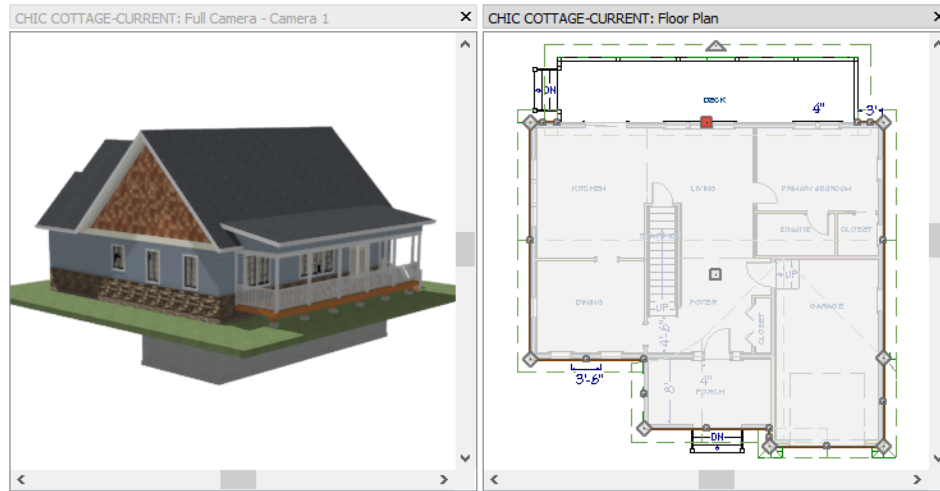 CHIC COTTAGE-CURRENT: Full Camera - Camera 1
CHIC COTTAGE-CURRENT: Floor Plan
DN
DECK
4"
3'
KITCHEN
LIVING
PRIMARY BEDROOM
ENSUITE
CLOSET
UP
DINING
FOYER
GARAGE
UP
CLOSET
4'-6"
3'-6"
8'
4"
PORCH
DN